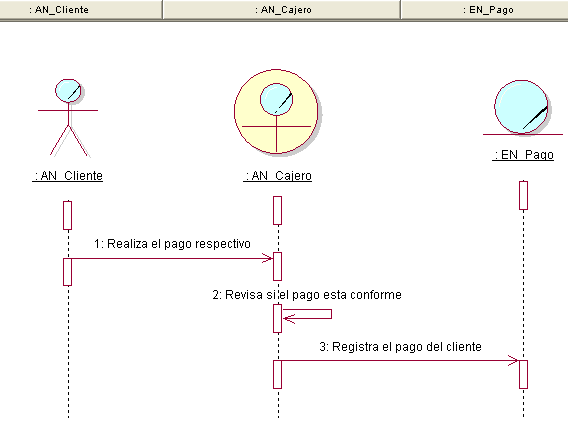 : AN_Cliente
: AN_Cajero
: EN_Pago
: AN_Cliente
: AN_Cajero
: EN_Pago
1: Realiza el pago respectivo
2: Revisa si el pago esta conforme
3: Registra el pago del cliente